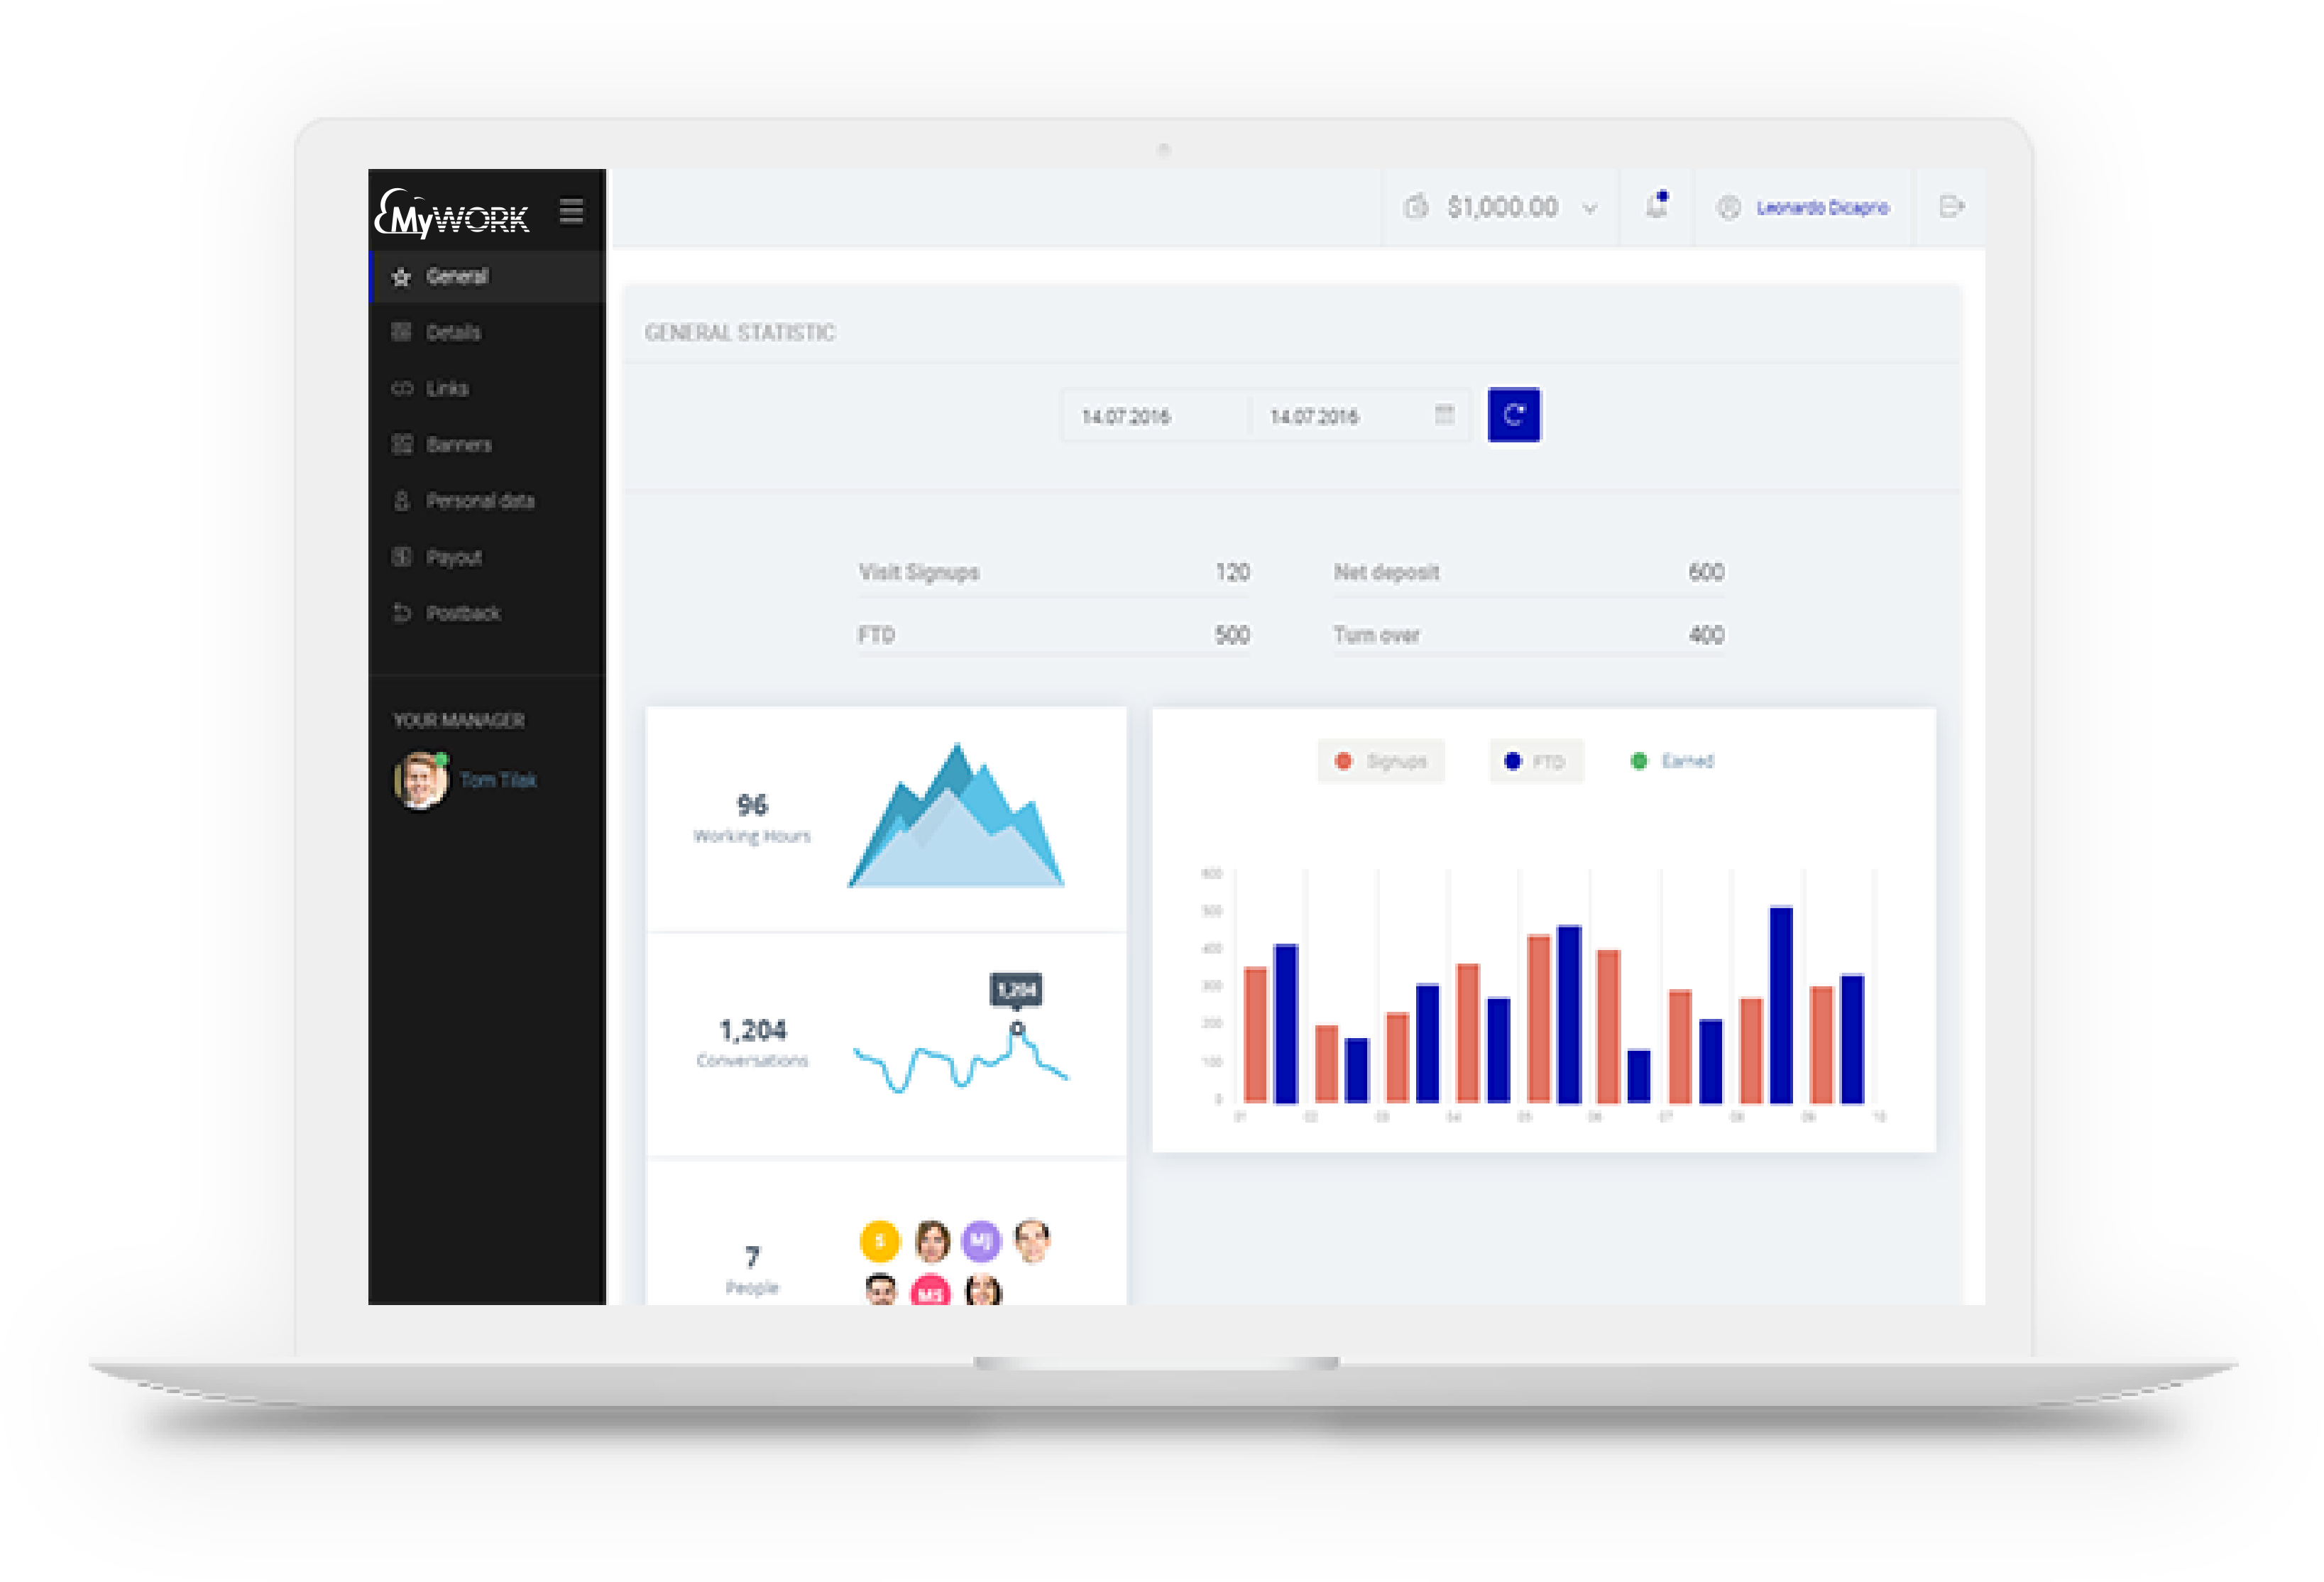 MyWORK
$1,000.00
Leonardo Dicaprio
General
Details
Links
Banners
Personal data
Payout
Postback
YOUR MANAGER
Tom Tilak
GENERAL STATISTIC
14.07.2016 14.07.2016
Visit Signups 120 Net deposit 600
FTD 500 Turn over 400
96
Working Hours
1,204
1,204
Conversations
7
People
S MJ
MS
Signups FTD Earned
600
500
400
300
200
100
0
01 02 03 04 05 06 07 08 09 10